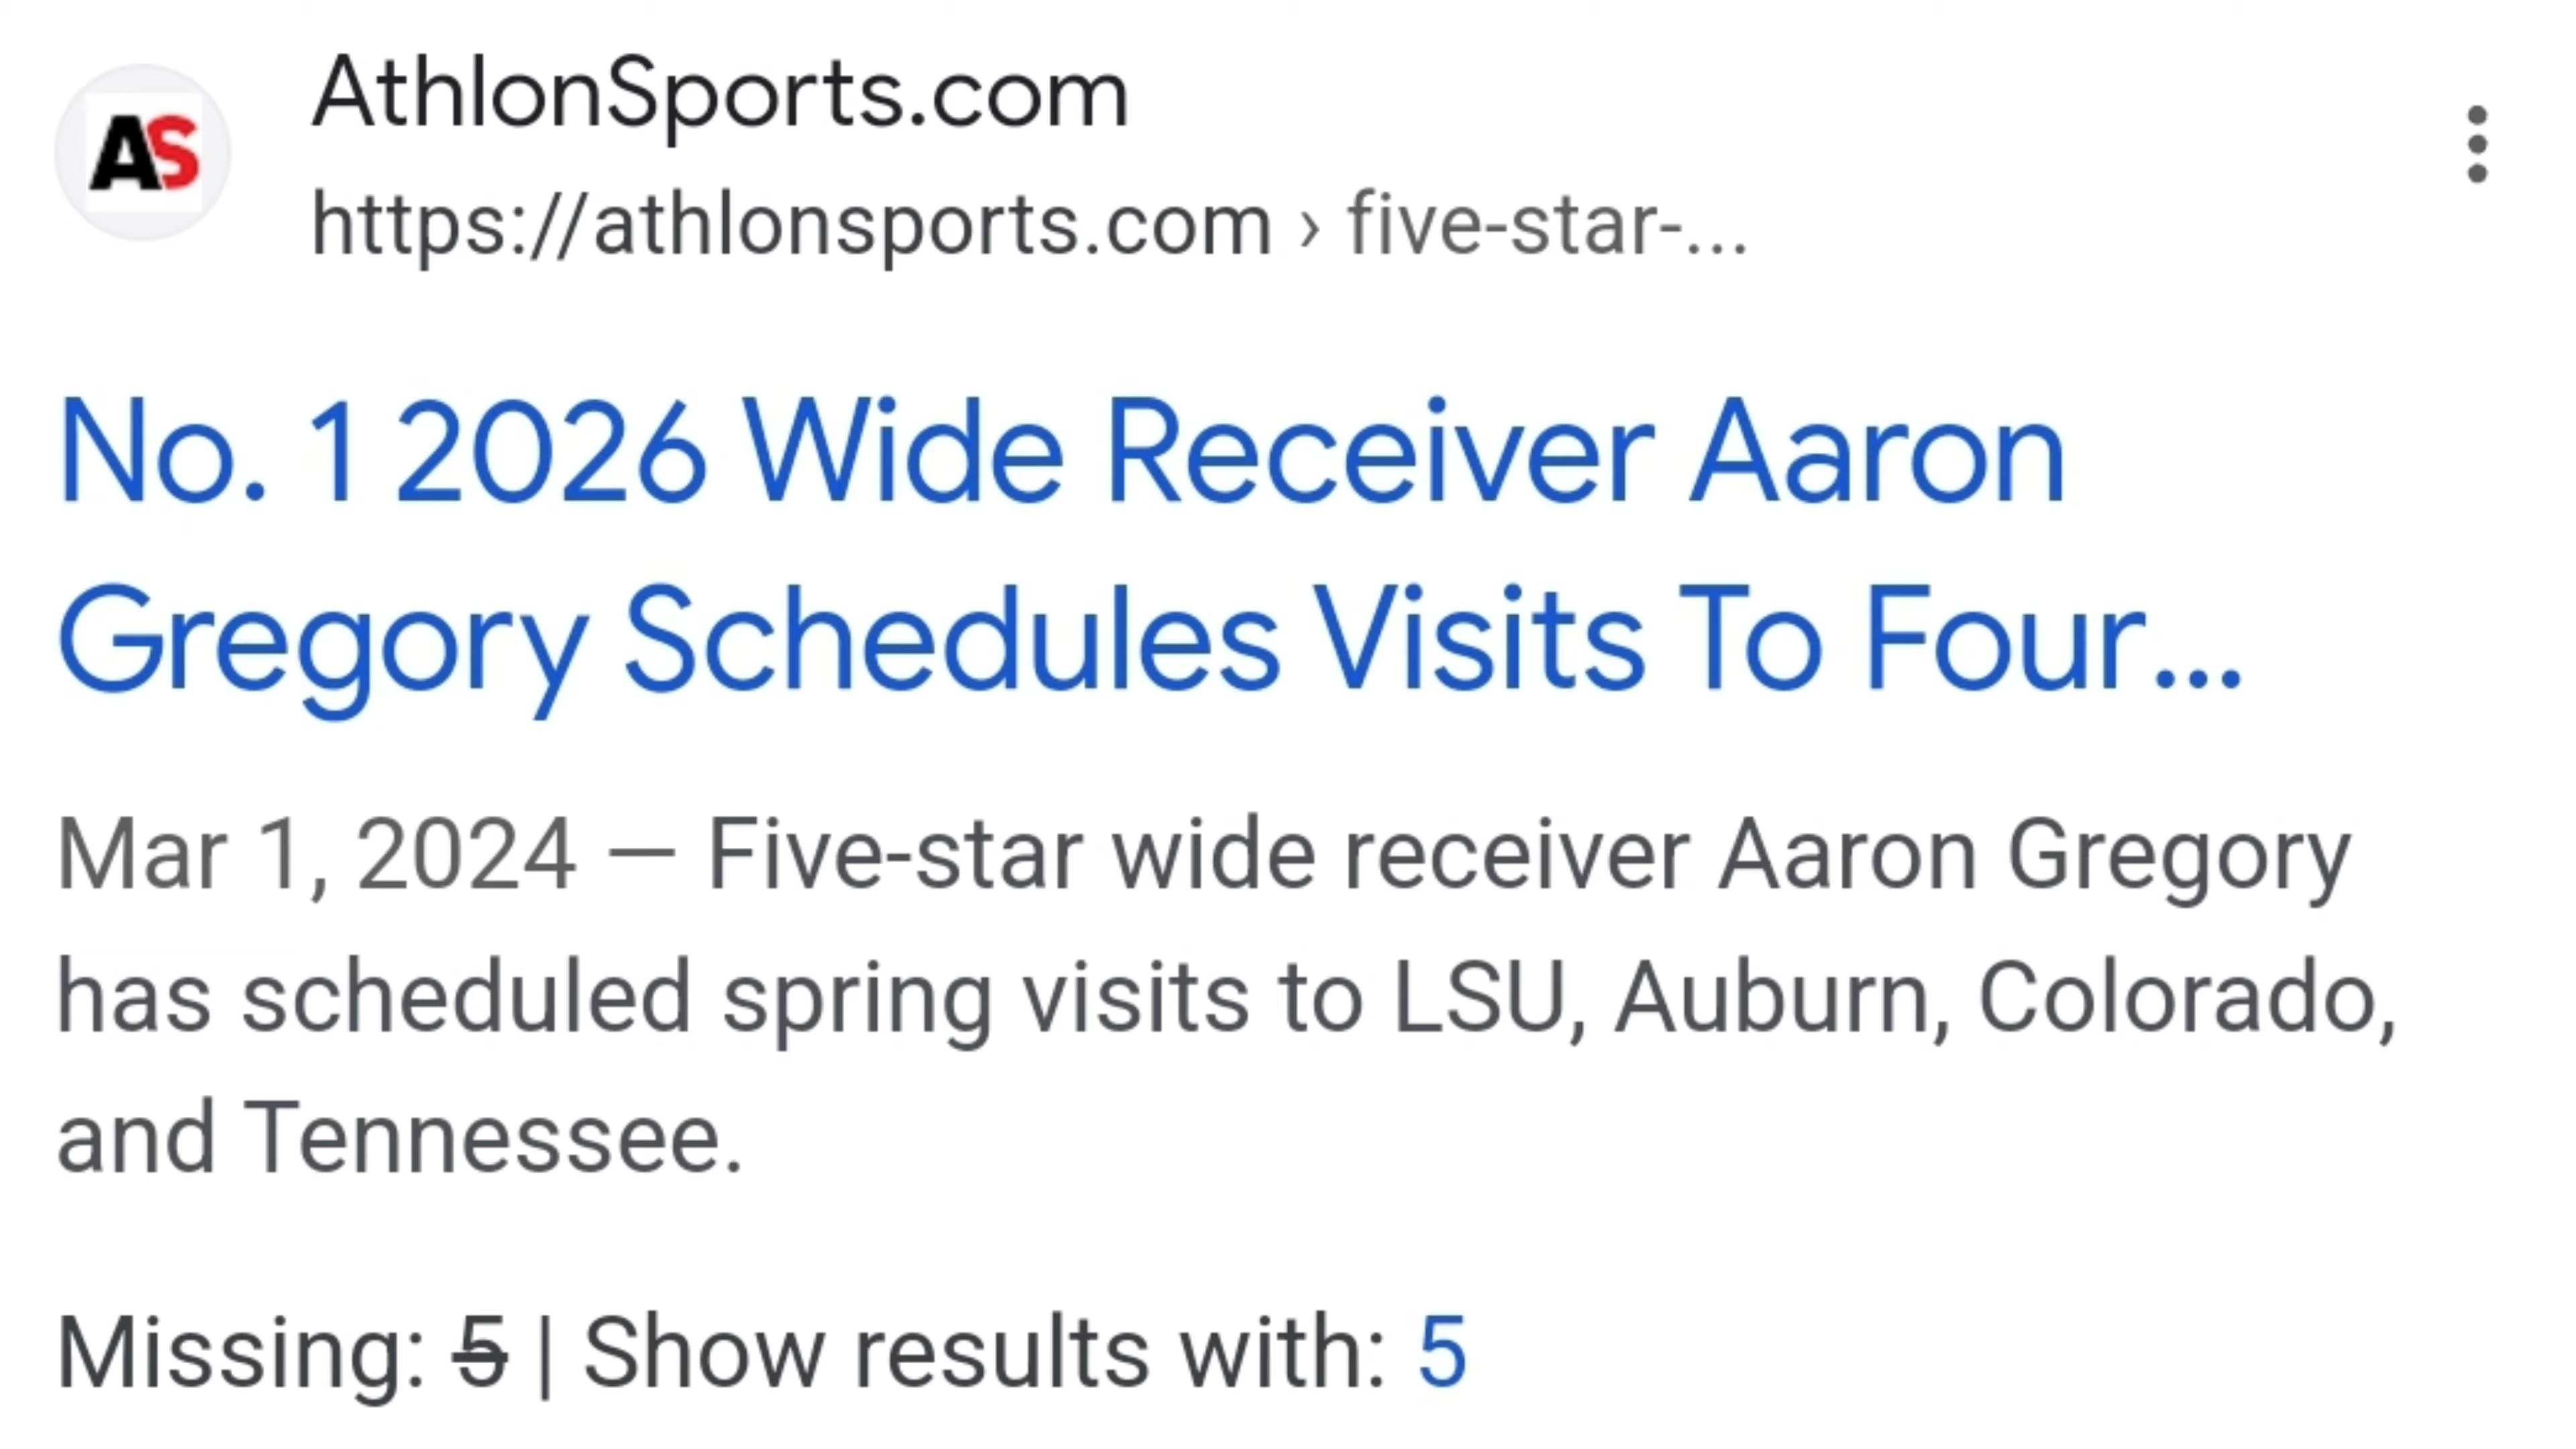 AS
AthlonSports.com
https://athlonsports.com › five-star-...
No. 1 2026 Wide Receiver Aaron
Gregory Schedules Visits To Four...
Mar 1, 2024 — Five-star wide receiver Aaron Gregory
has scheduled spring visits to LSU, Auburn, Colorado,
and Tennessee.
Missing: 5 | Show results with: 5